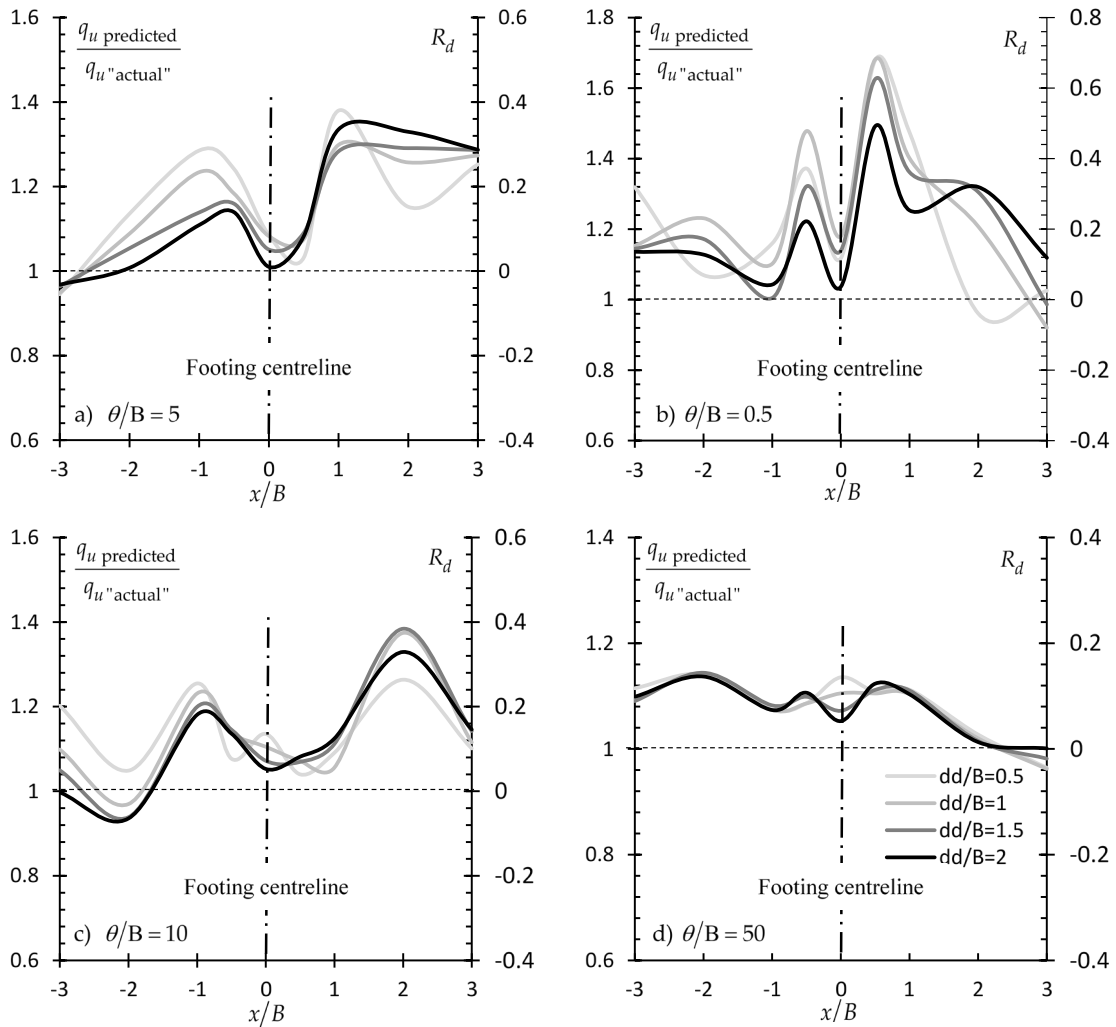 1.6
1.4
1.2
1
0.8
0.6
q_u predicted
q_u "actual"
R_d
0.6
0.4
0.2
0
-0.2
-0.4
Footing centreline
a) θ/B = 5
-3 -2 -1 0 1 2 3
x/B
1.8
1.6
1.4
1.2
1
0.8
0.6
q_u predicted
q_u "actual"
R_d
0.8
0.6
0.4
0.2
0
-0.2
-0.4
Footing centreline
b) θ/B = 0.5
-3 -2 -1 0 1 2 3
x/B
1.6
1.4
1.2
1
0.8
0.6
q_u predicted
q_u "actual"
R_d
0.6
0.4
0.2
0
-0.2
-0.4
Footing centreline
c) θ/B = 10
-3 -2 -1 0 1 2 3
x/B
1.4
1.2
1
0.8
0.6
q_u predicted
q_u "actual"
R_d
0.4
0.2
0
-0.2
-0.4
dd/B=0.5
dd/B=1
dd/B=1.5
dd/B=2
Footing centreline
d) θ/B = 50
-3 -2 -1 0 1 2 3
x/B